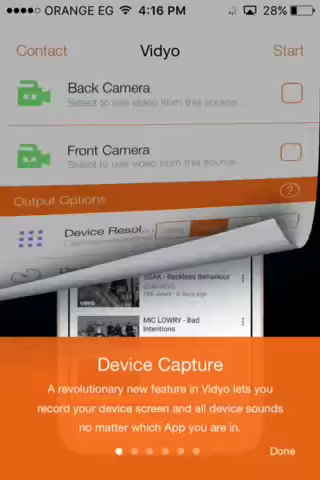 ORANGE EG 4:16 PM 28%
Contact Vidyo Start
Back Camera
Select to use video from this source...
Front Camera
Select to use video from this source...
Output Options ?
Device Resol...
SOAK - Reckless Behaviour
MIC LOWRY - Bad
Intentions
Device Capture
A revolutionary new feature in Vidyo lets you
record your device screen and all device sounds
no matter which App you are in.
Done